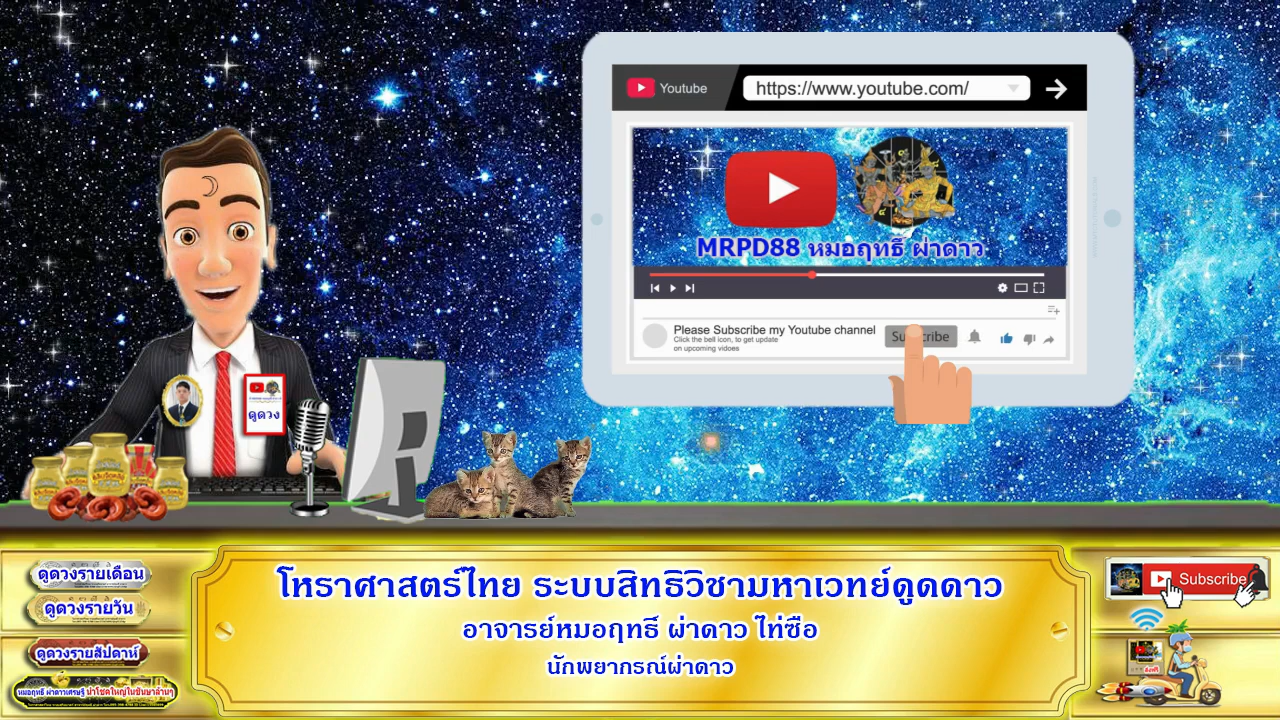 Youtube
https://www.youtube.com/
MRPD88 หมอฤทธิ์ ผ่าดาว
Please Subscribe my Youtube channel
Click the bell icon, to get update
on upcoming vidoes
ดูดวง
ดูดวงรายเดือน
ดูดวงรายวัน
ดูดวงรายสัปดาห์
โหราศาสตร์ไทย ระบบสิทธิวิชามหาเวทย์ดูดดาว
อาจารย์หมอฤทธิ์ ผ่าดาว ไท่ซือ
นักพยากรณ์ผ่าดาว
Subscribe